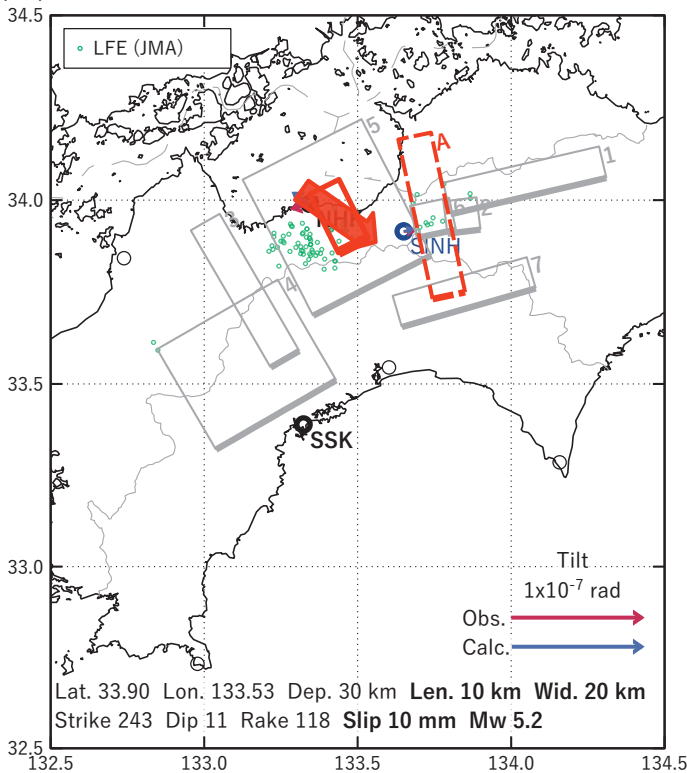 34.5
LFE (JMA)
5
A
1
34.0
NHI
6
2
SINH
3
7
4
33.5
SSK
Tilt
1x10⁻⁷ rad
33.0
Obs.
Calc.
Lat. 33.90 Lon. 133.53 Dep. 30 km Len. 10 km Wid. 20 km
Strike 243 Dip 11 Rake 118 Slip 10 mm Mw 5.2
32.5
132.5 133.0 133.5 134.0 134.5